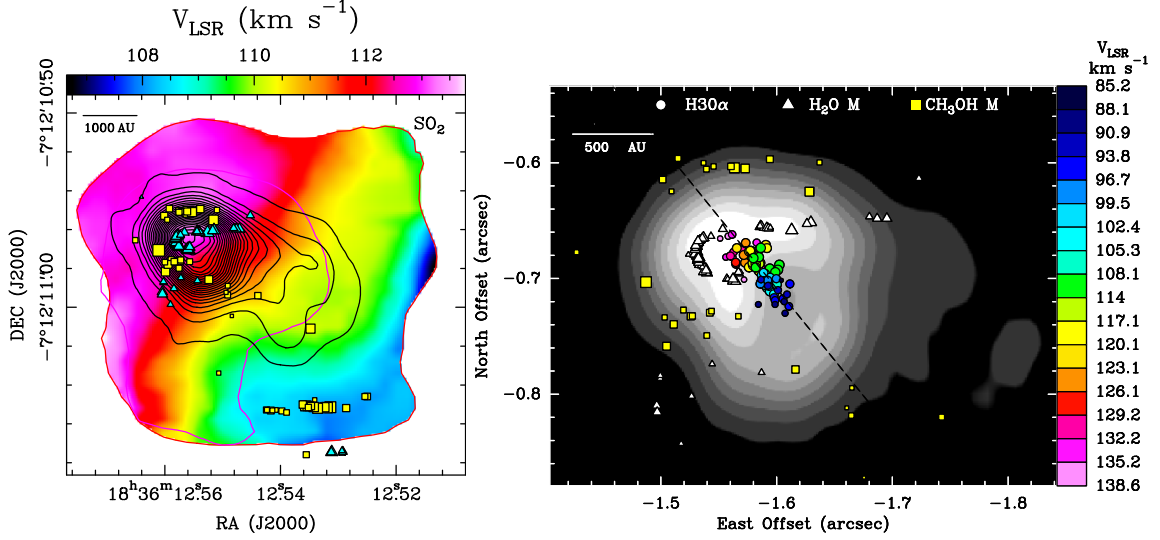 V_LSR (km s⁻¹)
108 110 112
1000 AU
SO₂
-7°12'10:50
-7°12'11:00
DEC (J2000)
18ʰ36ᵐ12ˢ.56 12ˢ.54 12ˢ.52
RA (J2000)
H30α H₂O M CH₃OH M
500 AU
-0.6
-0.7
-0.8
North Offset (arcsec)
-1.5 -1.6 -1.7 -1.8
East Offset (arcsec)
V_LSR
km s⁻¹
85.2
88.1
90.9
93.8
96.7
99.5
102.4
105.3
108.1
114
117.1
120.1
123.1
126.1
129.2
132.2
135.2
138.6